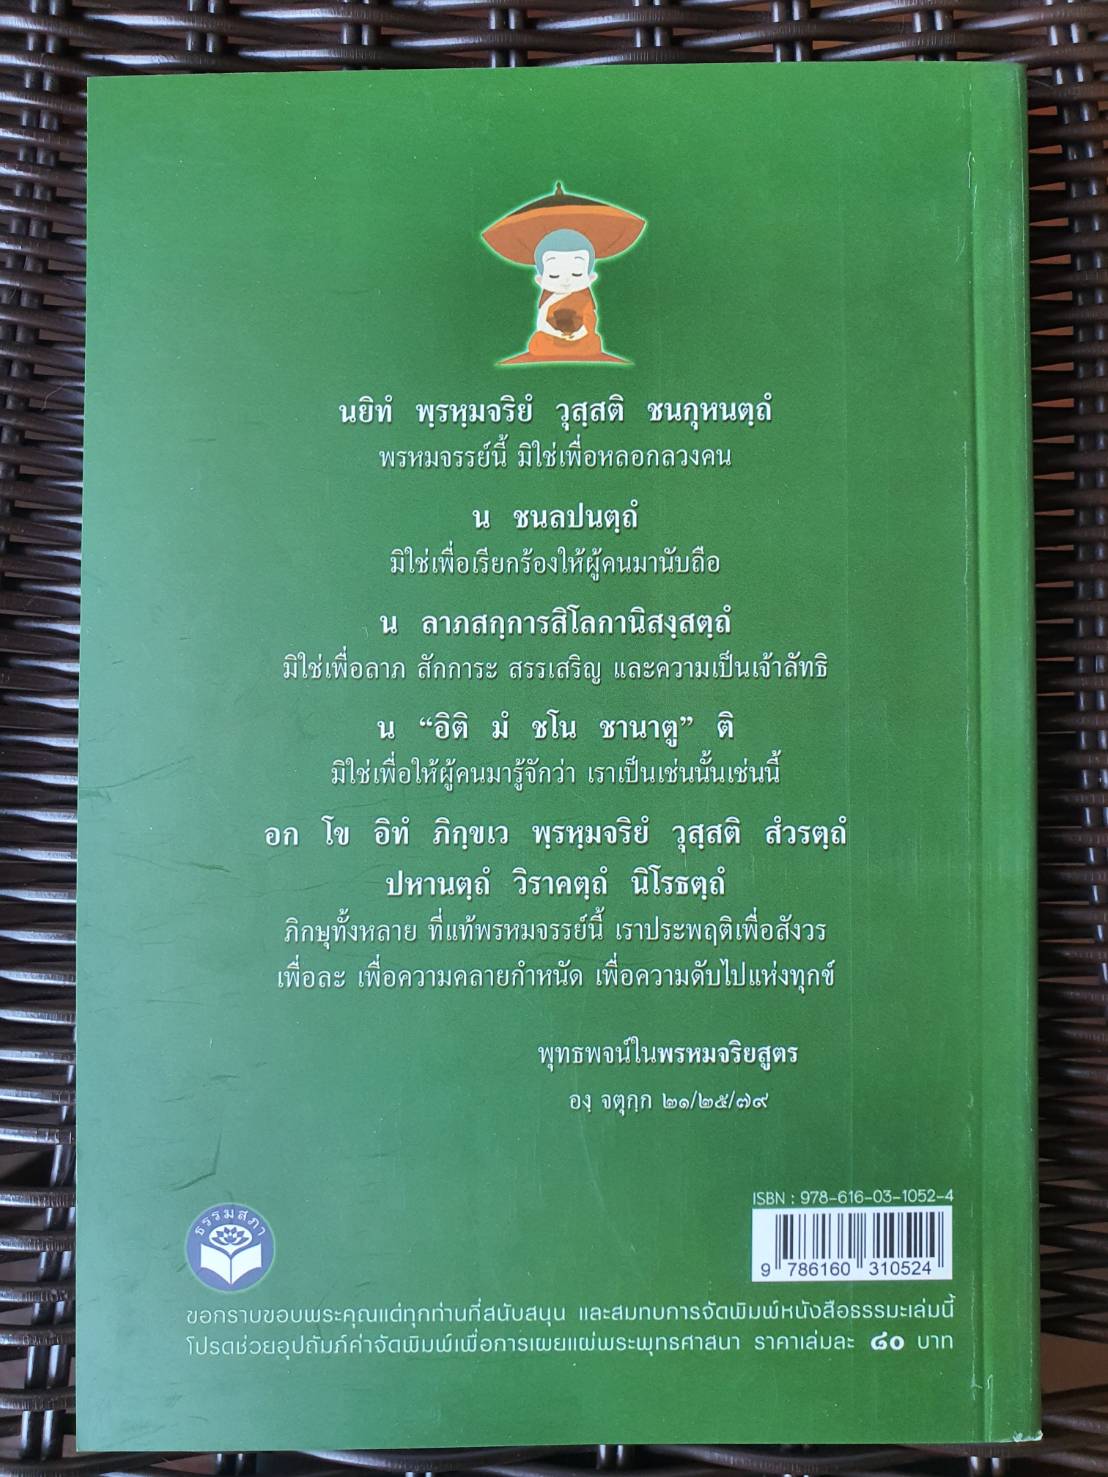 นยิทํ พฺรหฺมจริยํ วุสฺสติ ชนกุหนตฺถํ
พรหมจรรย์นี้ มิใช่เพื่อหลอกลวงคน
น ชนลปนตฺถํ
มิใช่เพื่อเรียกร้องให้ผู้คนมานับถือ
น ลาภสกฺการสิโลกานิสงฺสตฺถํ
มิใช่เพื่อลาภ สักการะ สรรเสริญ และความเป็นเจ้าลัทธิ
น “อิติ มํ ชโน ชานาตู” ติ
มิใช่เพื่อให้ผู้คนมารู้จักว่า เราเป็นเช่นนั้นเช่นนี้
อถ โข อิทํ ภิกฺขเว พฺรหฺมจริยํ วุสฺสติ สํวรตฺถํ
ปหานตฺถํ วิราคตฺถํ นิโรธตฺถํ
ภิกษุทั้งหลาย ที่แท้พรหมจรรย์นี้ เราประพฤติเพื่อสังวร
เพื่อละ เพื่อความคลายกำหนัด เพื่อความดับไปแห่งทุกข์
พุทธพจน์ในพรหมจริยสูตร
องฺ จตุกฺก ๒๑/๒๕/๗๙
ISBN : 978-616-03-1052-4
9 786160 310524
ธรรมสภา
ขอกราบขอบพระคุณแด่ทุกท่านที่สนับสนุน และสมทบการจัดพิมพ์หนังสือธรรมะเล่มนี้
โปรดช่วยอุปถัมภ์ค่าจัดพิมพ์เพื่อการเผยแผ่พระพุทธศาสนา ราคาเล่มละ ๘๐ บาท